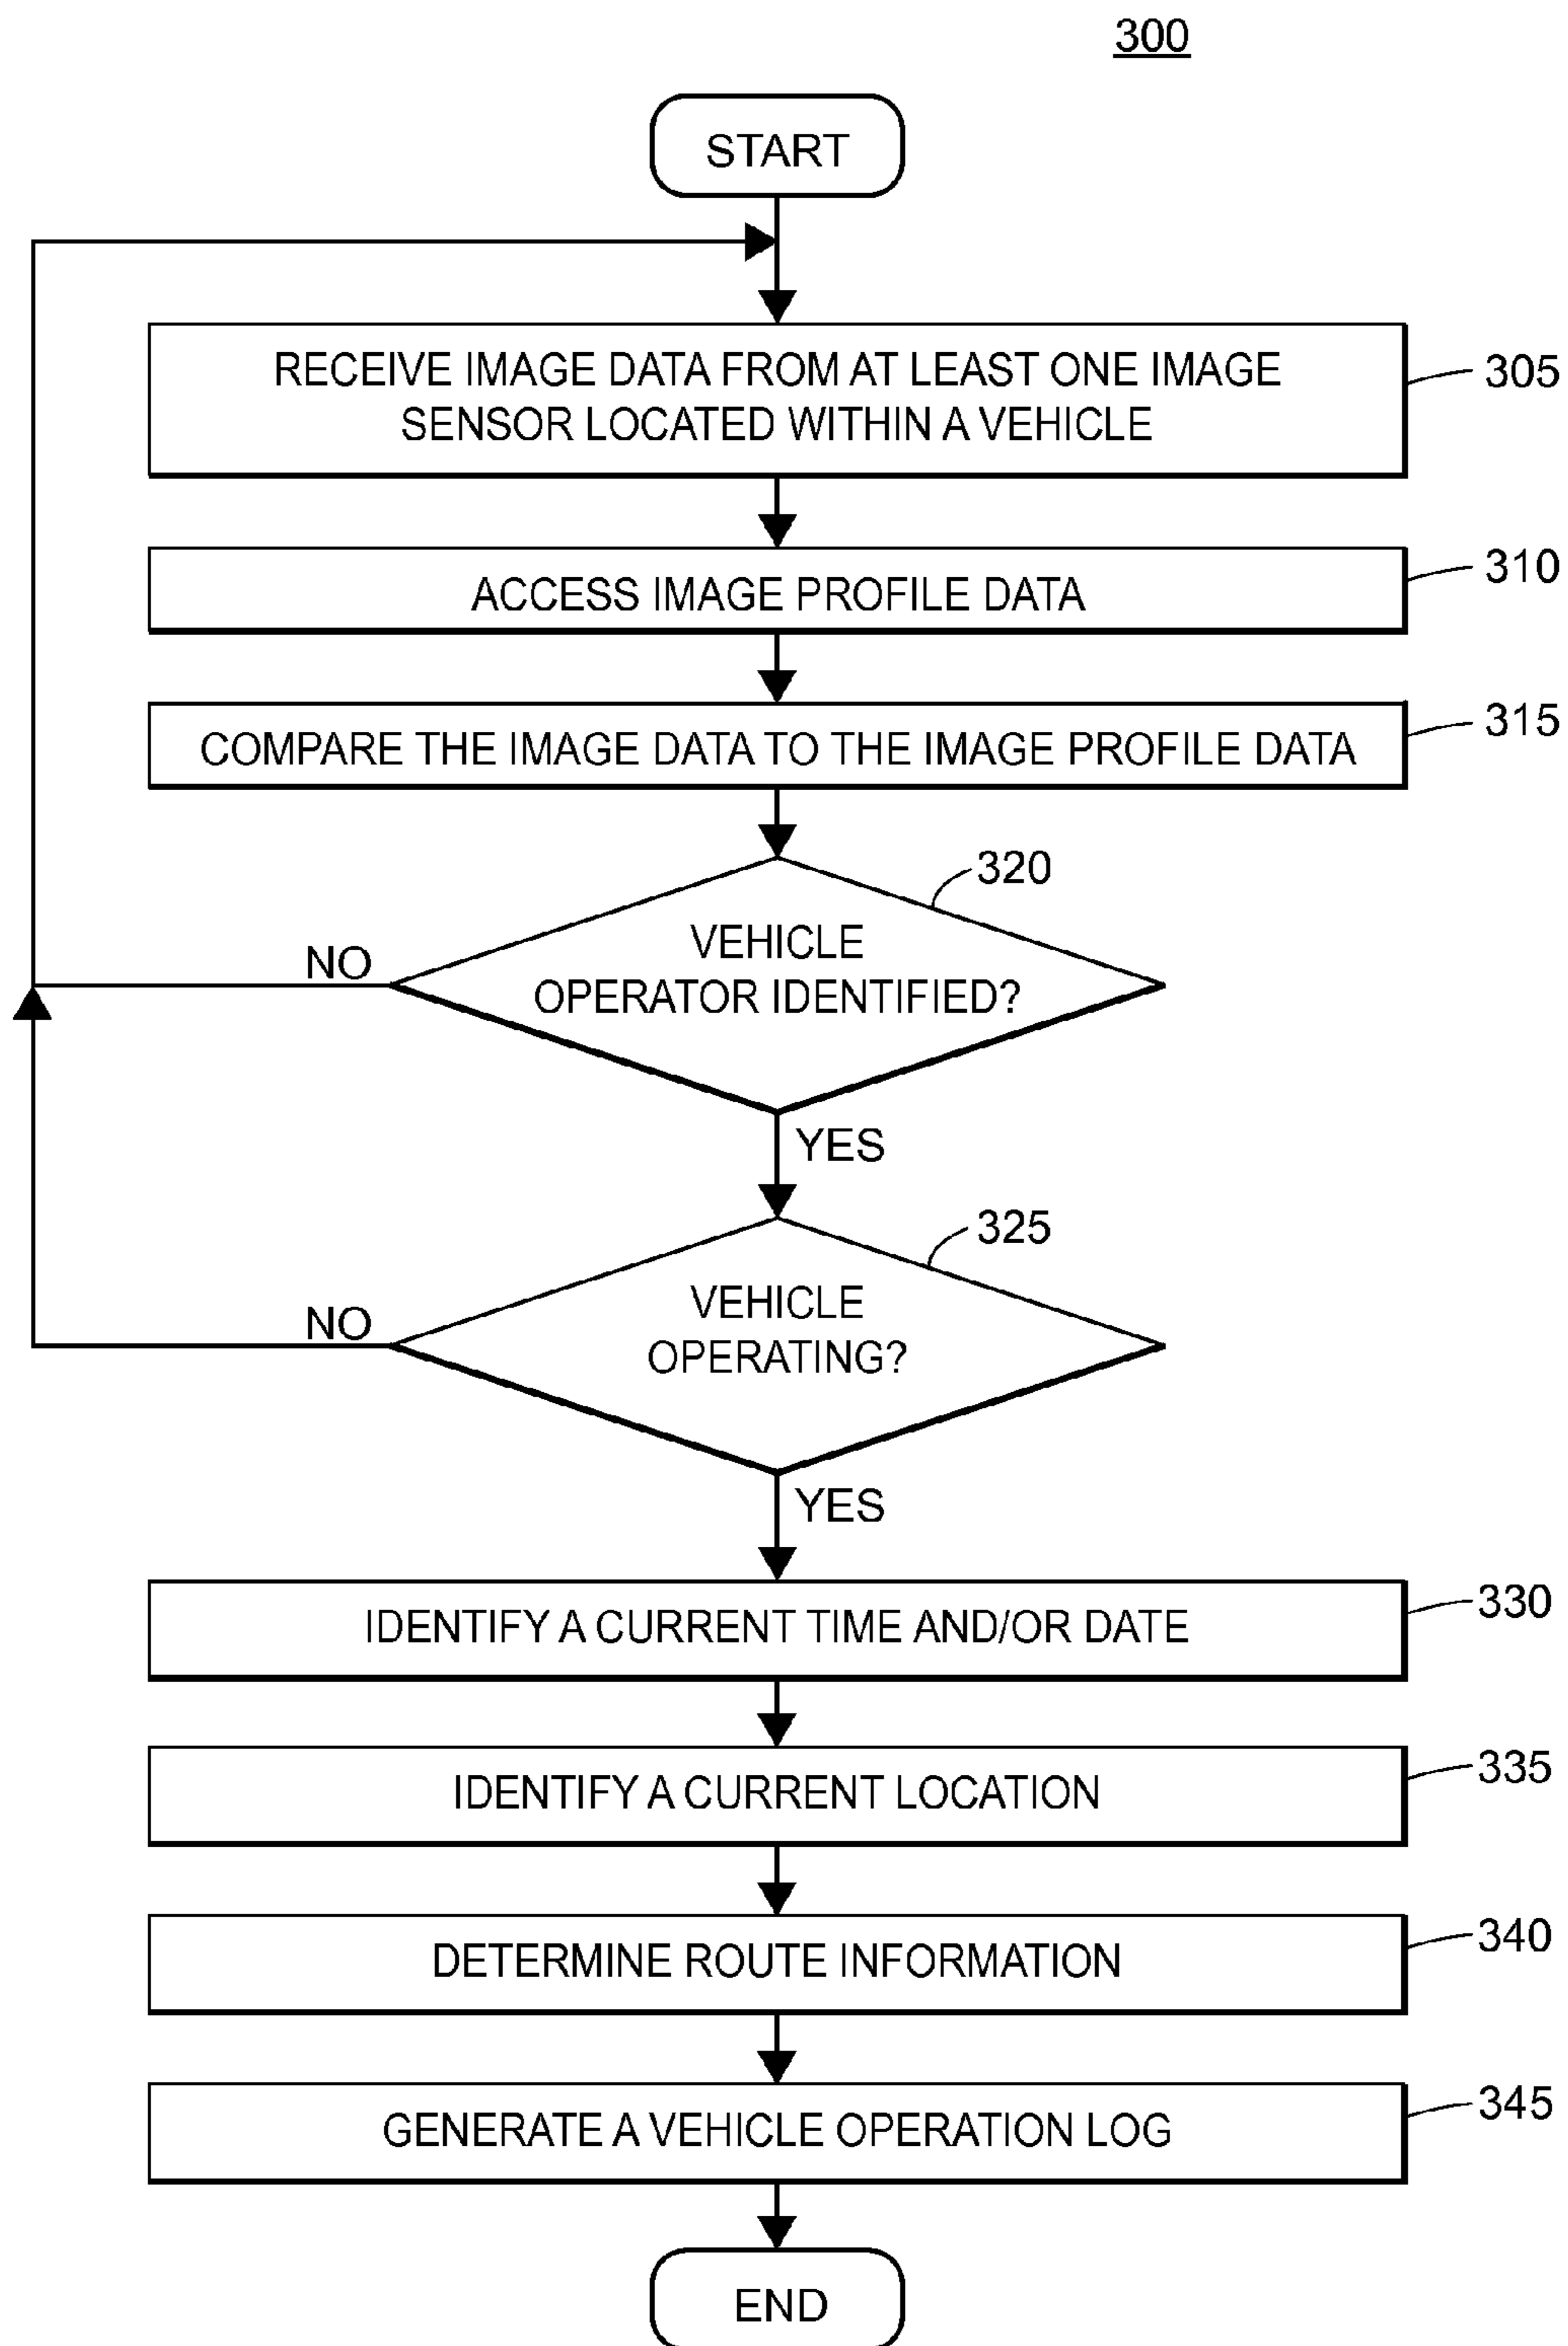 300
START
RECEIVE IMAGE DATA FROM AT LEAST ONE IMAGE
SENSOR LOCATED WITHIN A VEHICLE
305
ACCESS IMAGE PROFILE DATA
310
COMPARE THE IMAGE DATA TO THE IMAGE PROFILE DATA
315
320
VEHICLE
OPERATOR IDENTIFIED?
NO
YES
325
VEHICLE
OPERATING?
NO
YES
IDENTIFY A CURRENT TIME AND/OR DATE
330
IDENTIFY A CURRENT LOCATION
335
DETERMINE ROUTE INFORMATION
340
GENERATE A VEHICLE OPERATION LOG
345
END